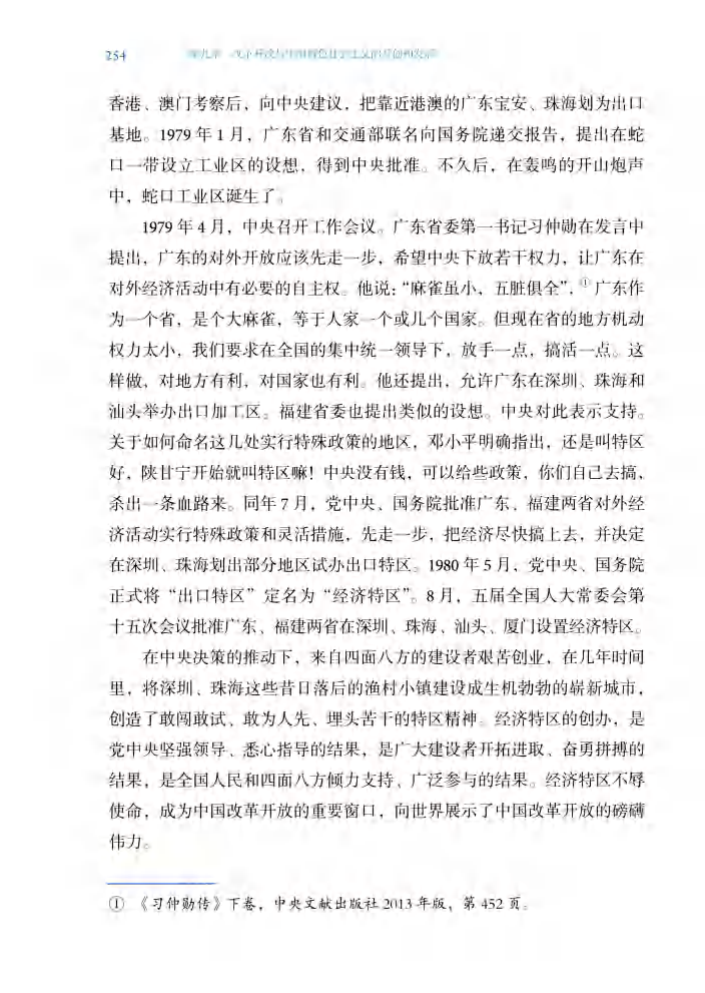 254
香港、澳门考察后，向中央建议，把靠近港澳的广东宝安、珠海划为出口
基地。1979 年 1 月，广东省和交通部联名向国务院递交报告，提出在蛇
口一带设立工业区的设想，得到中央批准。不久后，在轰鸣的开山炮声
中，蛇口工业区诞生了。
1979 年 4 月，中央召开工作会议。广东省委第一书记习仲勋在发言中
提出，广东的对外开放应该先走一步，希望中央下放若干权力，让广东在
对外经济活动中有必要的自主权。他说：“麻雀虽小，五脏俱全”，①广东作
为一个省，是个大麻雀，等于人家一个或几个国家。但现在省的地方机动
权力太小，我们要求在全国的集中统一领导下，放手一点，搞活一点。这
样做，对地方有利，对国家也有利。他还提出，允许广东在深圳、珠海和
汕头举办出口加工区。福建省委也提出类似的设想。中央对此表示支持。
关于如何命名这几处实行特殊政策的地区，邓小平明确指出，还是叫特区
好，陕甘宁开始就叫特区嘛！中央没有钱，可以给些政策，你们自己去搞，
杀出一条血路来。同年 7 月，党中央、国务院批准广东、福建两省对外经
济活动实行特殊政策和灵活措施，先走一步，把经济尽快搞上去，并决定
在深圳、珠海划出部分地区试办出口特区。1980 年 5 月，党中央、国务院
正式将“出口特区”定名为“经济特区”。8 月，五届全国人大常委会第
十五次会议批准广东、福建两省在深圳、珠海、汕头、厦门设置经济特区。
在中央决策的推动下，来自四面八方的建设者艰苦创业，在几年时间
里，将深圳、珠海这些昔日落后的渔村小镇建设成生机勃勃的崭新城市，
创造了敢闯敢试、敢为人先、埋头苦干的特区精神。经济特区的创办，是
党中央坚强领导、悉心指导的结果，是广大建设者开拓进取、奋勇拼搏的
结果，是全国人民和四面八方倾力支持、广泛参与的结果。经济特区不辱
使命，成为中国改革开放的重要窗口，向世界展示了中国改革开放的磅礴
伟力。
① 《习仲勋传》下卷，中央文献出版社 2013 年版，第 452 页。